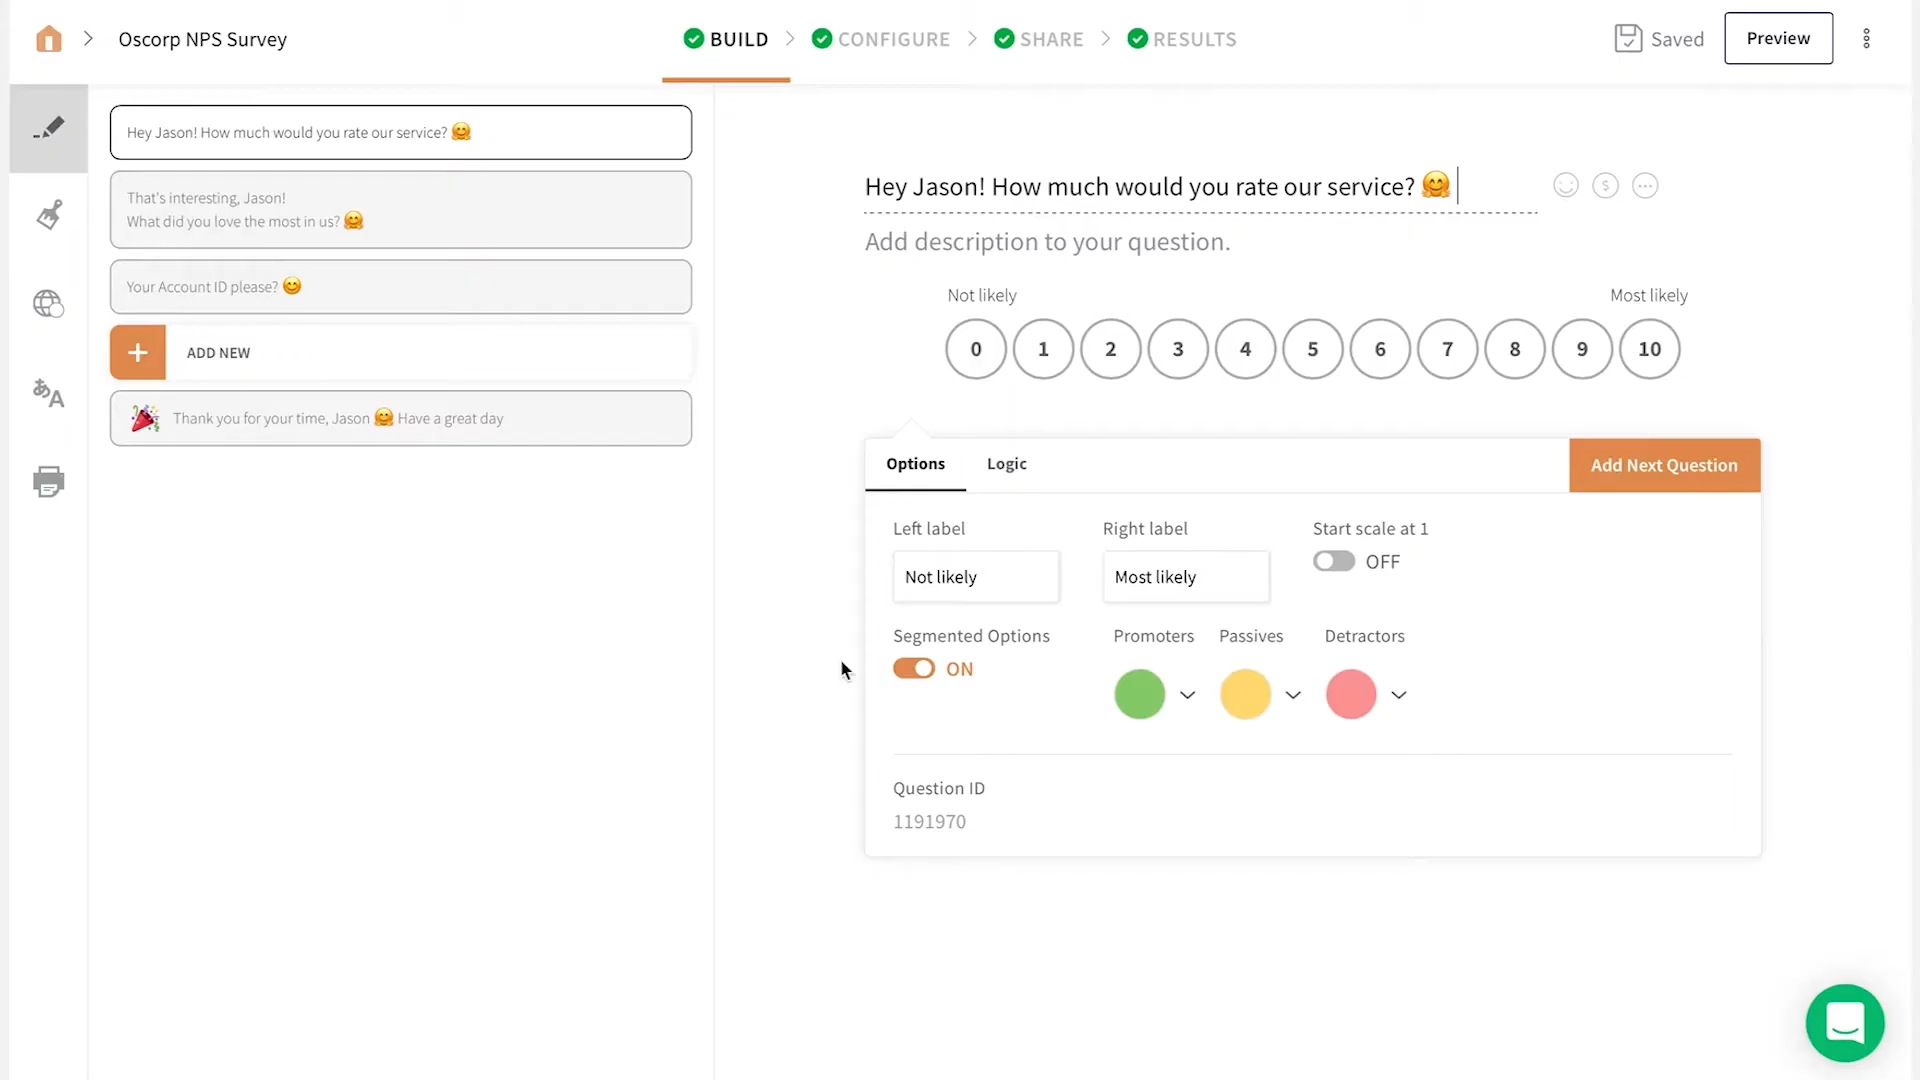 Oscorp NPS Survey
BUILD
CONFIGURE
SHARE
RESULTS
Saved
Preview
Hey Jason! How much would you rate our service? 🤗
That's interesting, Jason!
What did you love the most in us? 🤗
Your Account ID please? 😊
+ ADD NEW
🎉 Thank you for your time, Jason 🤗 Have a great day
Hey Jason! How much would you rate our service? 🤗
Add description to your question.
Not likely Most likely
0 1 2 3 4 5 6 7 8 9 10
Options Logic Add Next Question
Left label Right label Start scale at 1
Not likely Most likely OFF
Segmented Options Promoters Passives Detractors
ON
Question ID
1191970